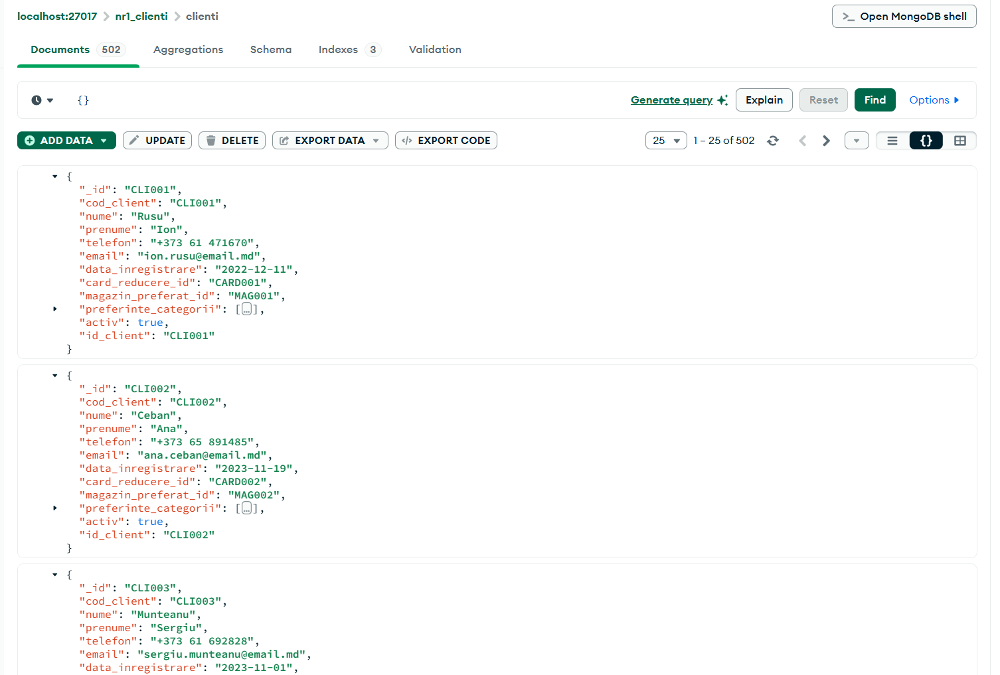 localhost:27017 > nr1_clienti > clienti
>_ Open MongoDB shell
Documents 502 Aggregations Schema Indexes 3 Validation
{} Generate query Explain Reset Find Options
ADD DATA UPDATE DELETE EXPORT DATA </> EXPORT CODE 25 1 – 25 of 502 {}
{
"_id": "CLI001",
"cod_client": "CLI001",
"nume": "Rusu",
"prenume": "Ion",
"telefon": "+373 61 471670",
"email": "ion.rusu@email.md",
"data_inregistrare": "2022-12-11",
"card_reducere_id": "CARD001",
"magazin_preferat_id": "MAG001",
"preferinte_categorii": […],
"activ": true,
"id_client": "CLI001"
}
{
"_id": "CLI002",
"cod_client": "CLI002",
"nume": "Ceban",
"prenume": "Ana",
"telefon": "+373 65 891485",
"email": "ana.ceban@email.md",
"data_inregistrare": "2023-11-19",
"card_reducere_id": "CARD002",
"magazin_preferat_id": "MAG002",
"preferinte_categorii": […],
"activ": true,
"id_client": "CLI002"
}
{
"_id": "CLI003",
"cod_client": "CLI003",
"nume": "Munteanu",
"prenume": "Sergiu",
"telefon": "+373 61 692828",
"email": "sergiu.munteanu@email.md",
"data_inregistrare": "2023-11-01",